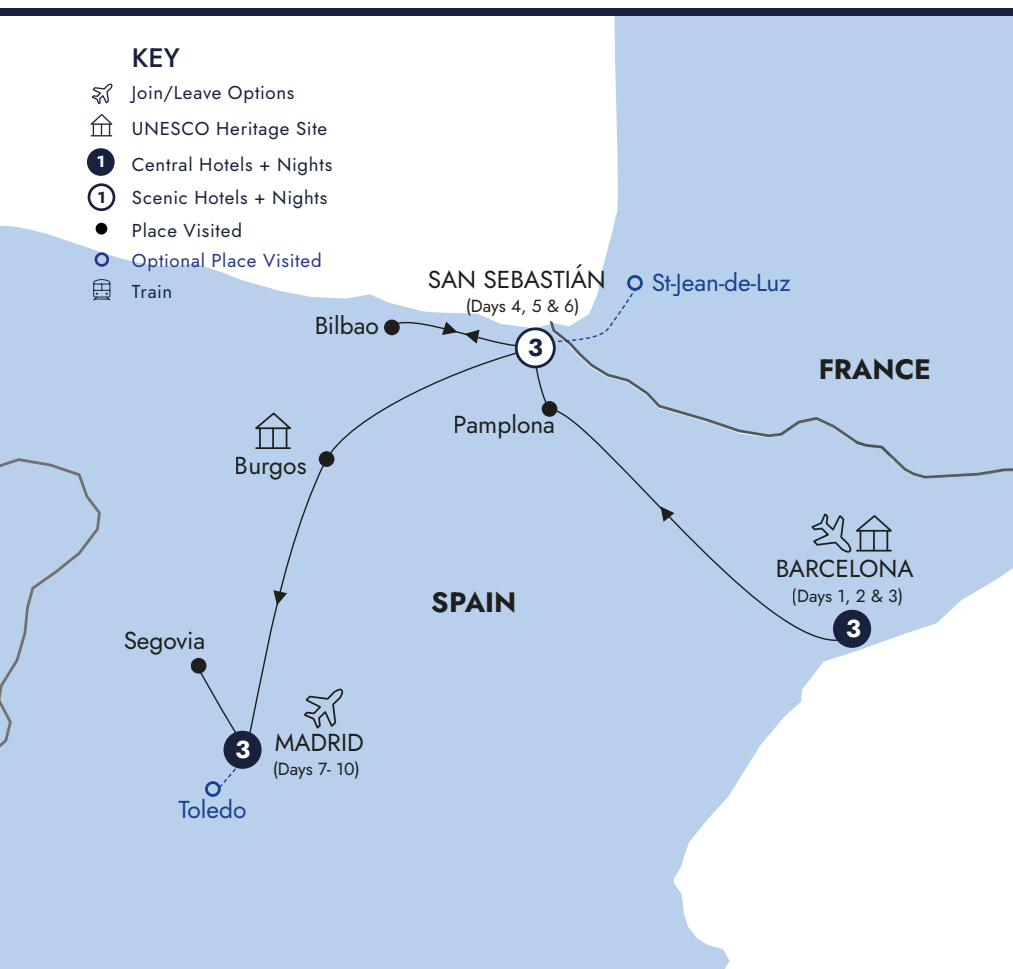 KEY
Join/Leave Options
UNESCO Heritage Site
1 Central Hotels + Nights
1 Scenic Hotels + Nights
Place Visited
Optional Place Visited
Train
SAN SEBASTIÁN
(Days 4, 5 & 6)
St-Jean-de-Luz
Bilbao
3
FRANCE
Pamplona
Burgos
BARCELONA
(Days 1, 2 & 3)
3
SPAIN
Segovia
3
MADRID
(Days 7- 10)
Toledo